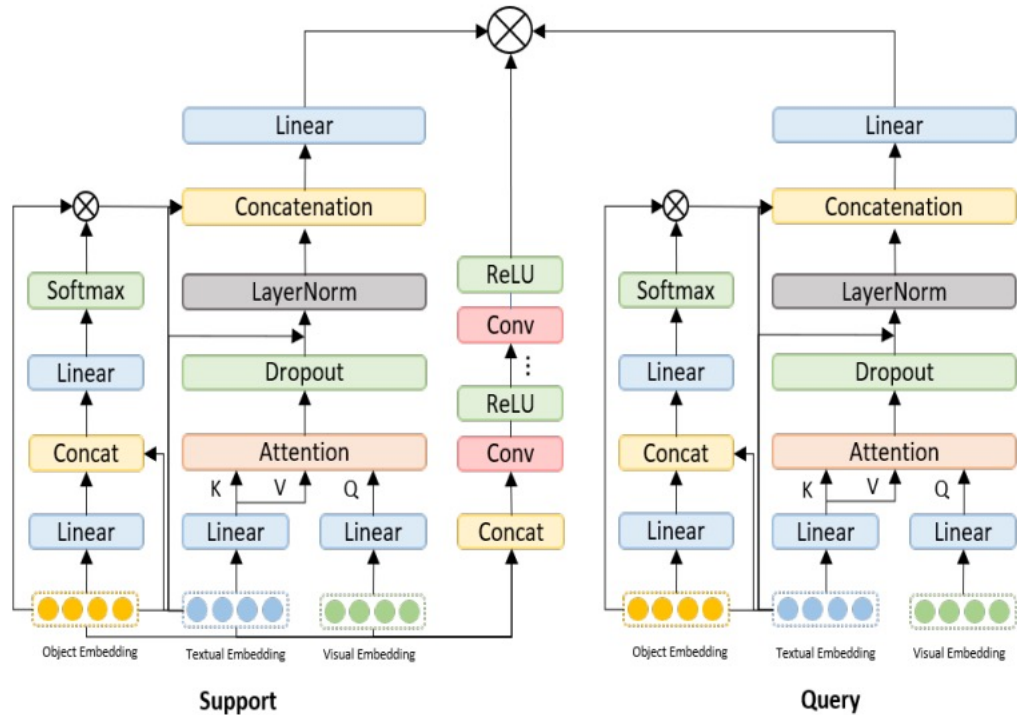 Linear
Linear
Concatenation
Concatenation
Softmax
LayerNorm
ReLU
Softmax
LayerNorm
Conv
Linear
Dropout
⋮
Linear
Dropout
ReLU
Concat
Attention
Conv
Concat
Attention
K
V
Q
K
V
Q
Linear
Linear
Linear
Concat
Linear
Linear
Linear
Object Embedding
Textual Embedding
Visual Embedding
Object Embedding
Textual Embedding
Visual Embedding
Support
Query